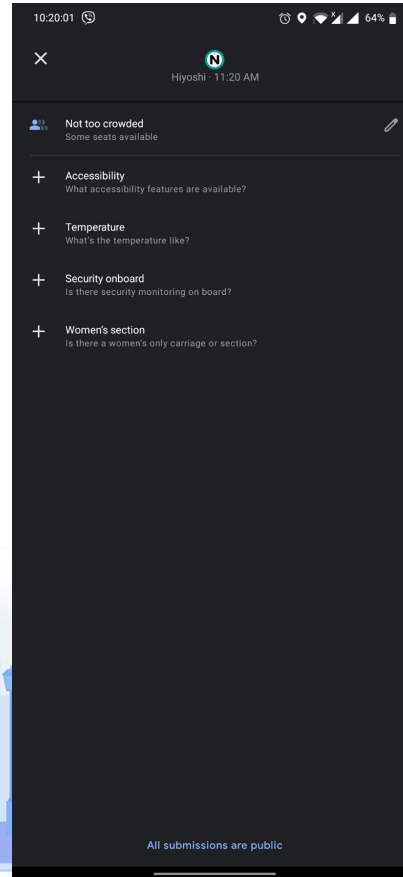 10:20:01
64%
N
Hiyoshi · 11:20 AM
Not too crowded
Some seats available
Accessibility
What accessibility features are available?
Temperature
What's the temperature like?
Security onboard
Is there security monitoring on board?
Women's section
Is there a women's only carriage or section?
All submissions are public